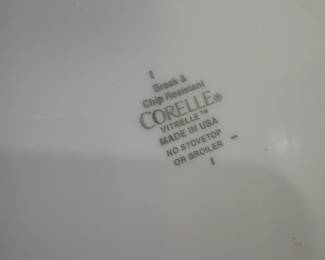 Break &
Chip Resistant
CORELLE®
VITRELLE™
MADE IN USA
NO STOVETOP
OR BROILER